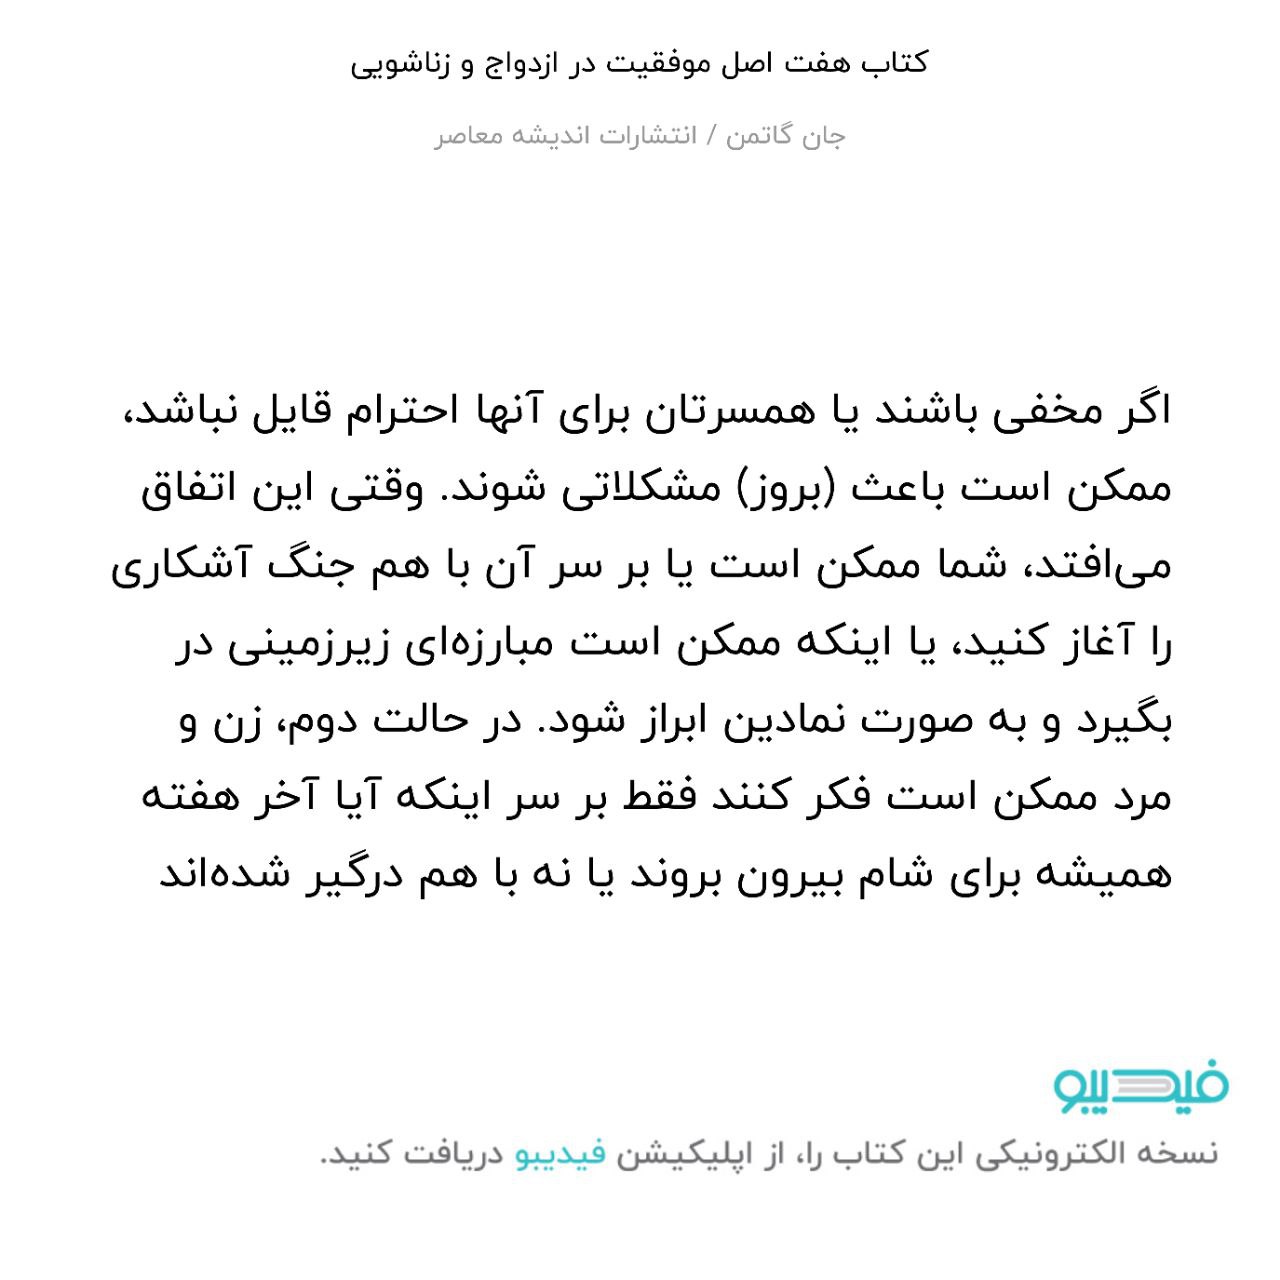 کتاب هفت اصل موفقیت در ازدواج و زناشویی
جان گاتمن / انتشارات اندیشه معاصر
اگر مخفی باشند یا همسرتان برای آنها احترام قایل نباشد،
ممکن است باعث (بروز) مشکلاتی شوند. وقتی این اتفاق
می‌افتد، شما ممکن است یا بر سر آن با هم جنگ آشکاری
را آغاز کنید، یا اینکه ممکن است مبارزه‌ای زیرزمینی در
بگیرد و به صورت نمادین ابراز شود. در حالت دوم، زن و
مرد ممکن است فکر کنند فقط بر سر اینکه آیا آخر هفته
همیشه برای شام بیرون بروند یا نه با هم درگیر شده‌اند
فیدیبو
نسخه الکترونیکی این کتاب را، از اپلیکیشن فیدیبو دریافت کنید.